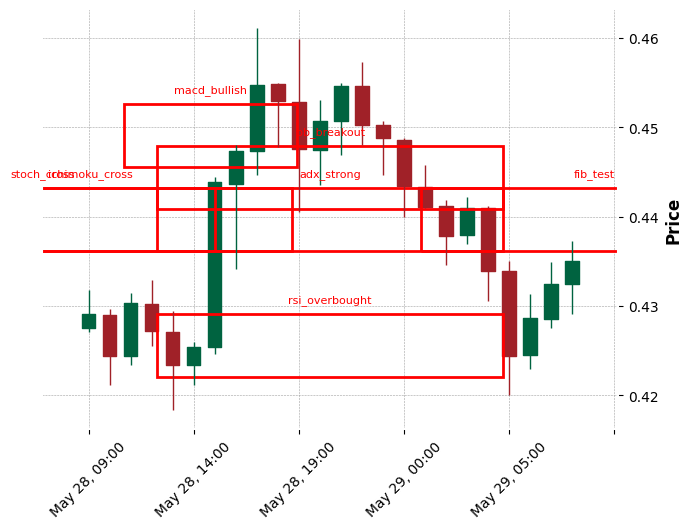 macd_bullish
breakout
stoch_cross
ichimoku_cross
adx_strong
fib_test
rsi_overbought
0.46
0.45
0.44
0.43
0.42
Price
May 28, 09:00
May 28, 14:00
May 28, 19:00
May 29, 00:00
May 29, 05:00